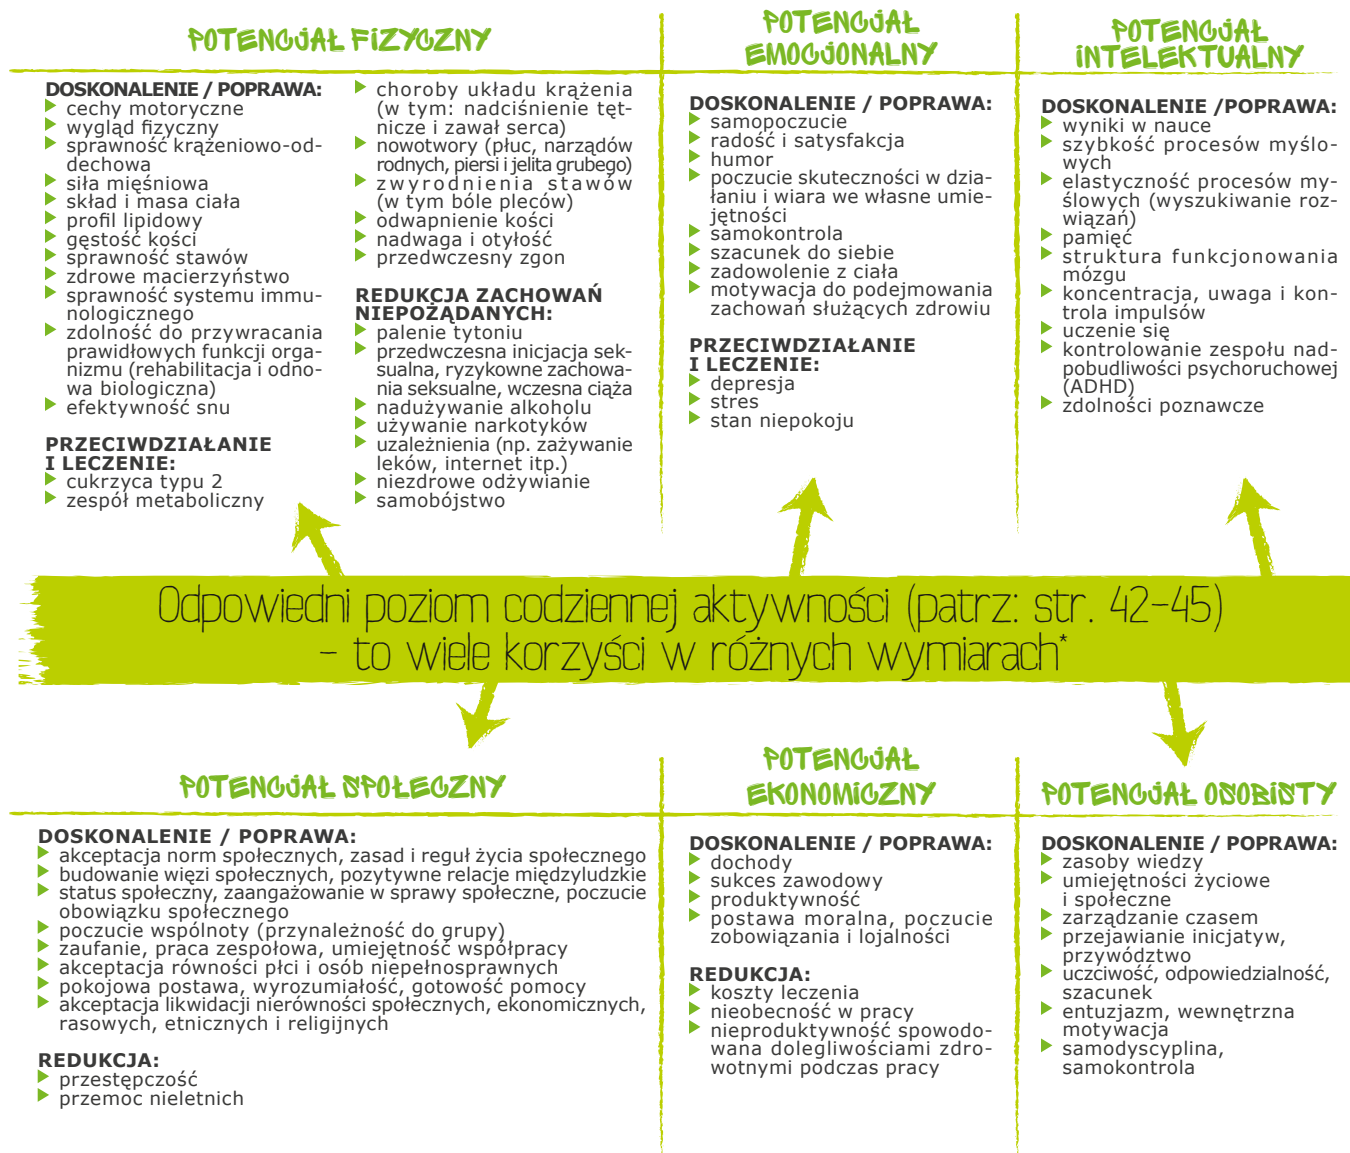 POTENCJAŁ FIZYCZNY
DOSKONALENIE / POPRAWA:
cechy motoryczne
wygląd fizyczny
sprawność krążeniowo-od-
dechowa
siła mięśniowa
skład i masa ciała
profil lipidowy
gęstość kości
sprawność stawów
zdrowe macierzyństwo
sprawność systemu immu-
nologicznego
zdolność do przywracania
prawidłowych funkcji orga-
nizmu (rehabilitacja i odno-
wa biologiczna)
efektywność snu
PRZECIWDZIAŁANIE
I LECZENIE:
cukrzyca typu 2
zespół metaboliczny
choroby układu krążenia
(w tym: nadciśnienie tęt-
nicze i zawał serca)
nowotwory (płuc, narządów
rodnych, piersi i jelita grubego)
zwyrodnienia stawów
(w tym bóle pleców)
odwapnienie kości
nadwaga i otyłość
przedwczesny zgon
REDUKCJA ZACHOWAŃ
NIEPOŻĄDANYCH:
palenie tytoniu
przedwczesna inicjacja sek-
sualna, ryzykowne zachowa-
nia seksualne, wczesna ciąża
nadużywanie alkoholu
używanie narkotyków
uzależnienia (np. zażywanie
leków, internet itp.)
niezdrowe odżywianie
samobójstwo
POTENCJAŁ
EMOCJONALNY
DOSKONALENIE / POPRAWA:
samopoczucie
radość i satysfakcja
humor
poczucie skuteczności w dzia-
łaniu i wiara we własne umie-
jętności
samokontrola
szacunek do siebie
zadowolenie z ciała
motywacja do podejmowania
zachowań służących zdrowiu
PRZECIWDZIAŁANIE
I LECZENIE:
depresja
stres
stan niepokoju
POTENCJAŁ
INTELEKTUALNY
DOSKONALENIE /POPRAWA:
wyniki w nauce
szybkość procesów myślo-
wych
elastyczność procesów my-
ślowych (wyszukiwanie roz-
wiązań)
pamięć
struktura funkcjonowania
mózgu
koncentracja, uwaga i kon-
trola impulsów
uczenie się
kontrolowanie zespołu nad-
pobudliwości psychoruchowej
(ADHD)
zdolności poznawcze
Odpowiedni poziom codziennej aktywności (patrz: str. 42-45)
- to wiele korzyści w różnych wymiarach*
POTENCJAŁ SPOŁECZNY
DOSKONALENIE / POPRAWA:
akceptacja norm społecznych, zasad i reguł życia społecznego
budowanie więzi społecznych, pozytywne relacje międzyludzkie
status społeczny, zaangażowanie w sprawy społeczne, poczucie
obowiązku społecznego
poczucie wspólnoty (przynależność do grupy)
zaufanie, praca zespołowa, umiejętność współpracy
akceptacja równości płci i osób niepełnosprawnych
pokojowa postawa, wyrozumiałość, gotowość pomocy
akceptacja likwidacji nierówności społecznych, ekonomicznych,
rasowych, etnicznych i religijnych
REDUKCJA:
przestępczość
przemoc nieletnich
POTENCJAŁ
EKONOMICZNY
DOSKONALENIE / POPRAWA:
dochody
sukces zawodowy
produktywność
postawa moralna, poczucie
zobowiązania i lojalności
REDUKCJA:
koszty leczenia
nieobecność w pracy
nieproduktywność spowodo-
wana dolegliwościami zdro-
wotnymi podczas pracy
POTENCJAŁ OSOBISTY
DOSKONALENIE / POPRAWA:
zasoby wiedzy
umiejętności życiowe
i społeczne
zarządzanie czasem
przejawianie inicjatyw,
przywództwo
uczciwość, odpowiedzialność,
szacunek
entuzjazm, wewnętrzna
motywacja
samodyscyplina,
samokontrola